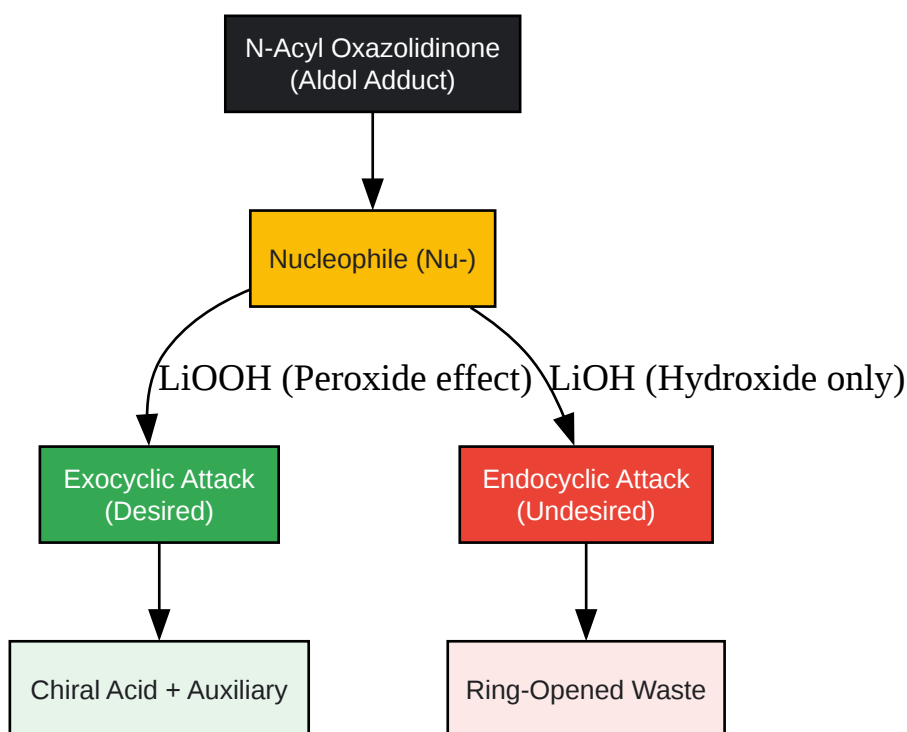 N-Acyl Oxazolidinone
(Aldol Adduct)
Nucleophile (Nu-)
LiOOH (Peroxide effect)
LiOH (Hydroxide only)
Exocyclic Attack
(Desired)
Endocyclic Attack
(Undesired)
Chiral Acid + Auxiliary
Ring-Opened Waste